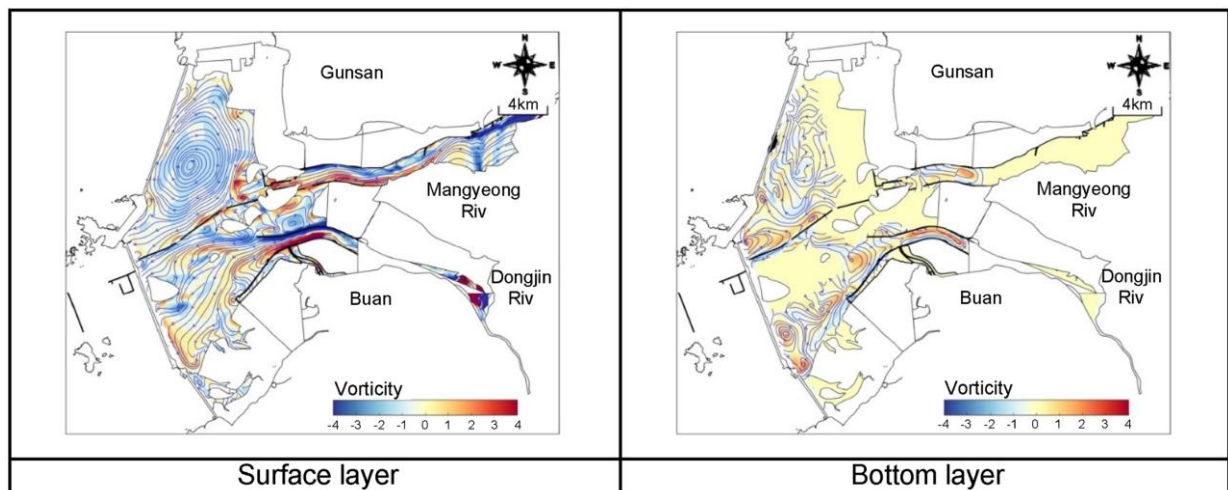 N
W E
S
4km
Gunsan
Mangyeong
Riv
Dongjin
Riv
Buan
Vorticity
-4 -3 -2 -1 0 1 2 3 4
Surface layer
N
W E
S
4km
Gunsan
Mangyeong
Riv
Dongjin
Riv
Buan
Vorticity
-4 -3 -2 -1 0 1 2 3 4
Bottom layer